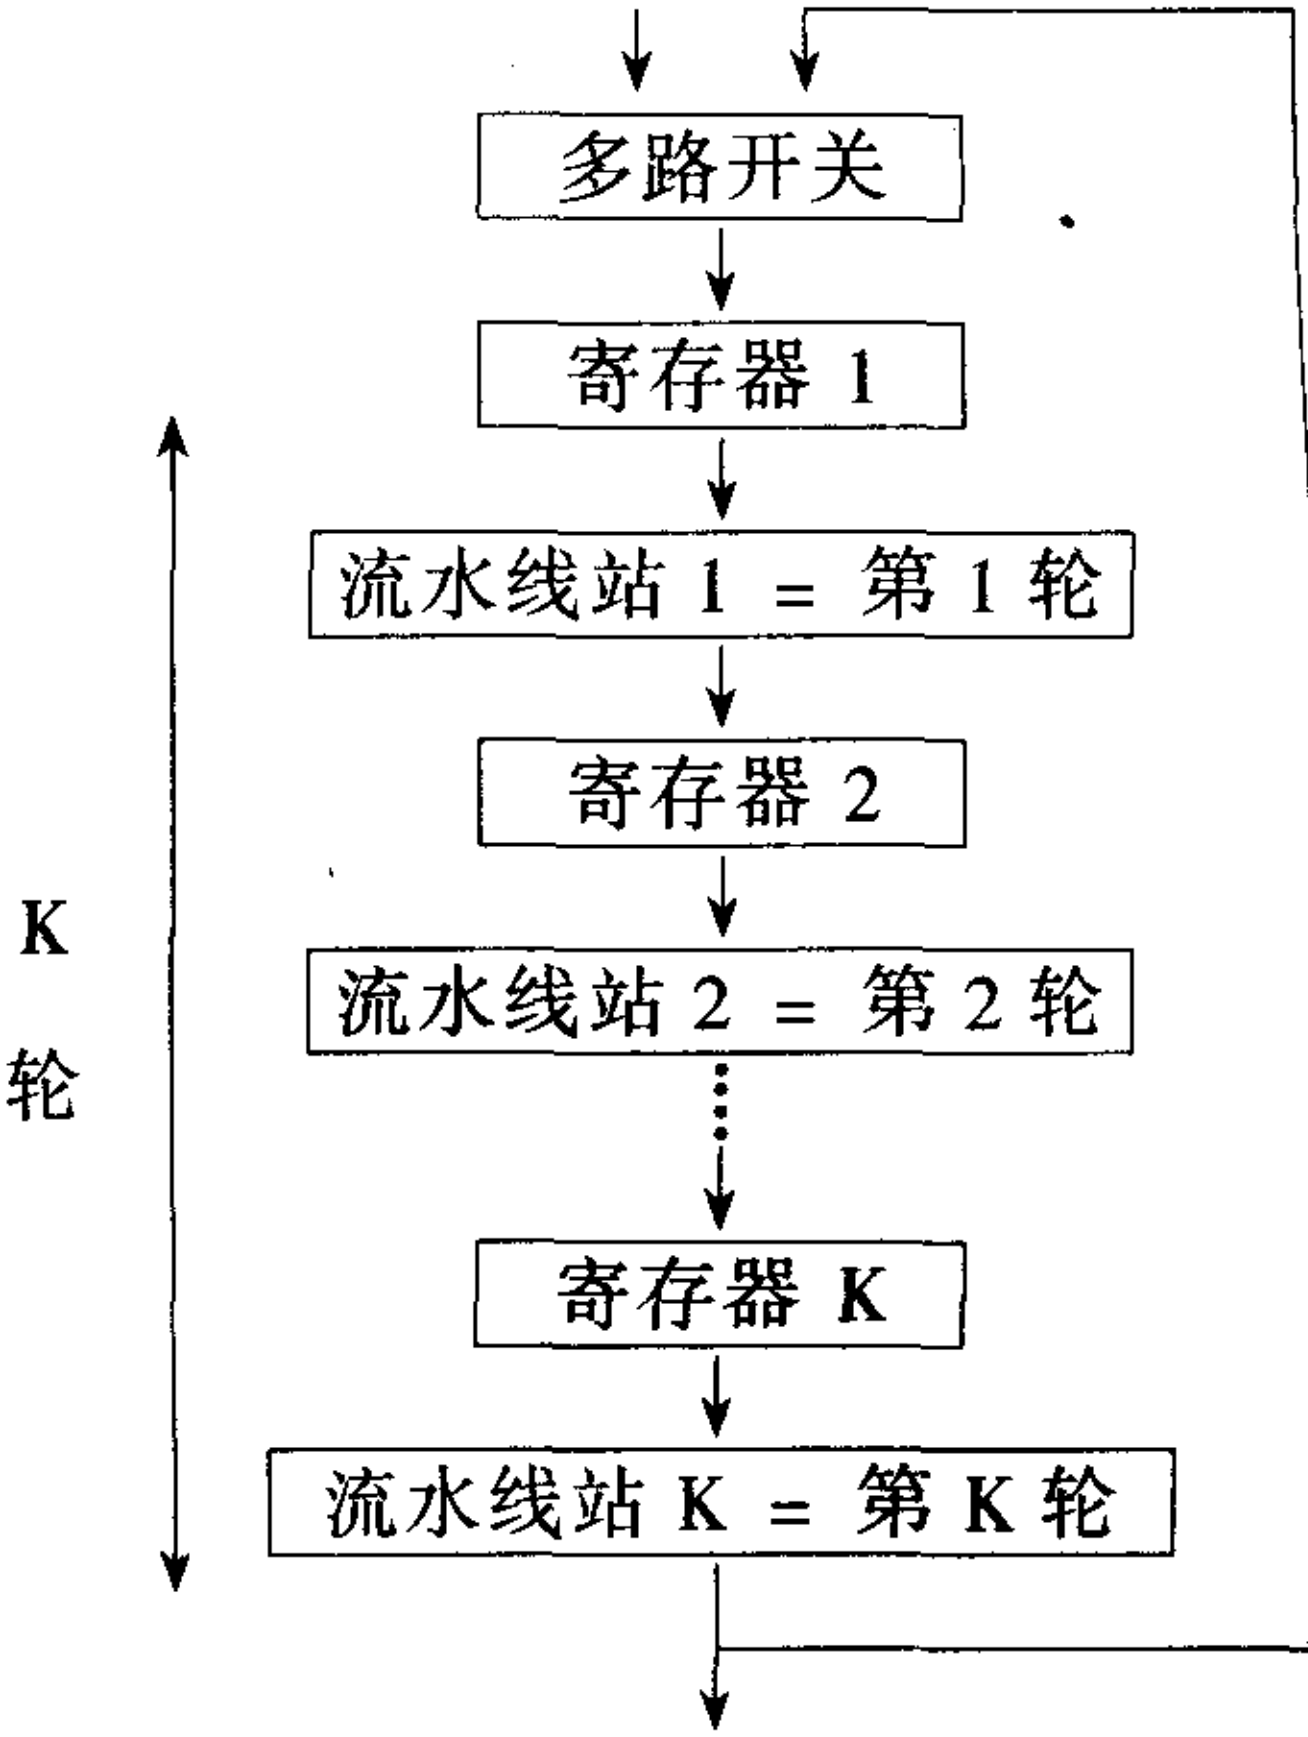 多路开关
寄存器 1
流水线站 1 = 第 1 轮
寄存器 2
K
轮
流水线站 2 = 第 2 轮
寄存器 K
流水线站 K = 第 K 轮